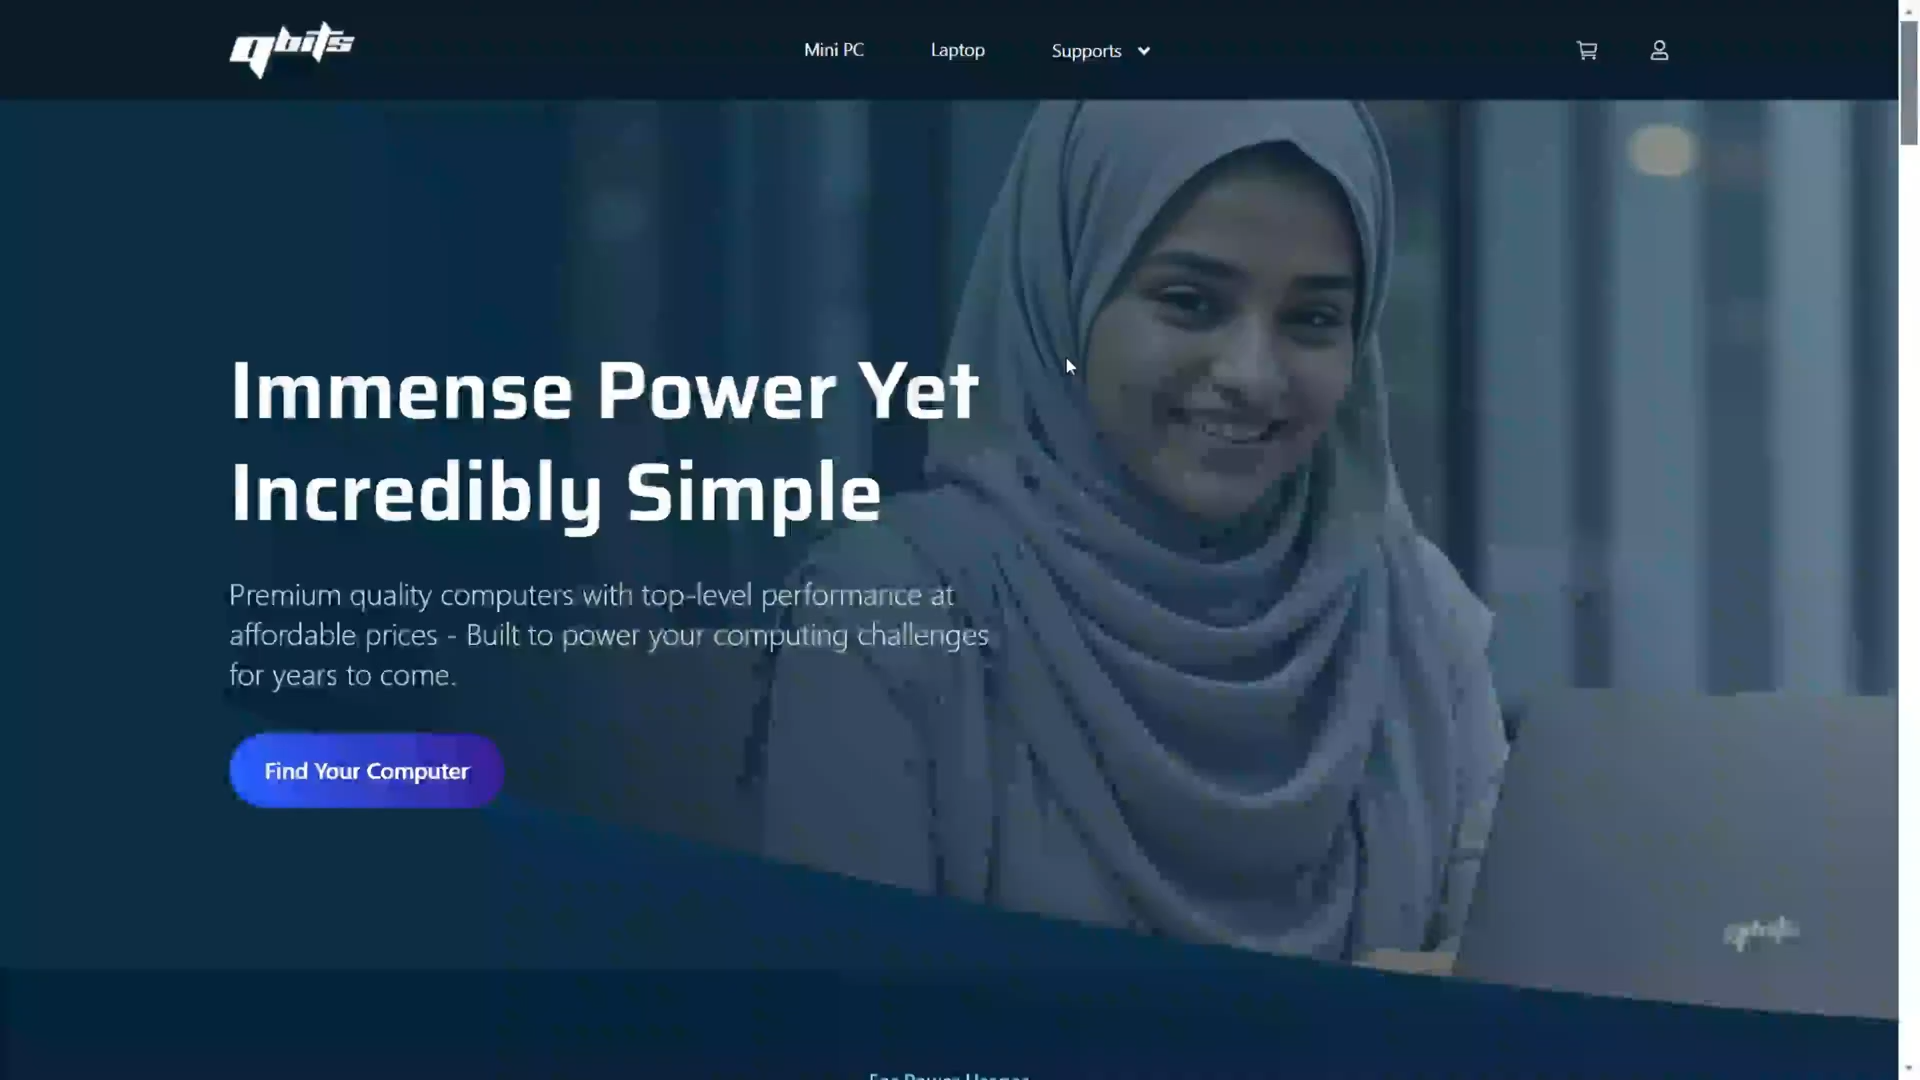 qbits
Mini PC
Laptop
Supports
Immense Power Yet
Incredibly Simple
Premium quality computers with top-level performance at
affordable prices - Built to power your computing challenges
for years to come.
Find Your Computer
qbits